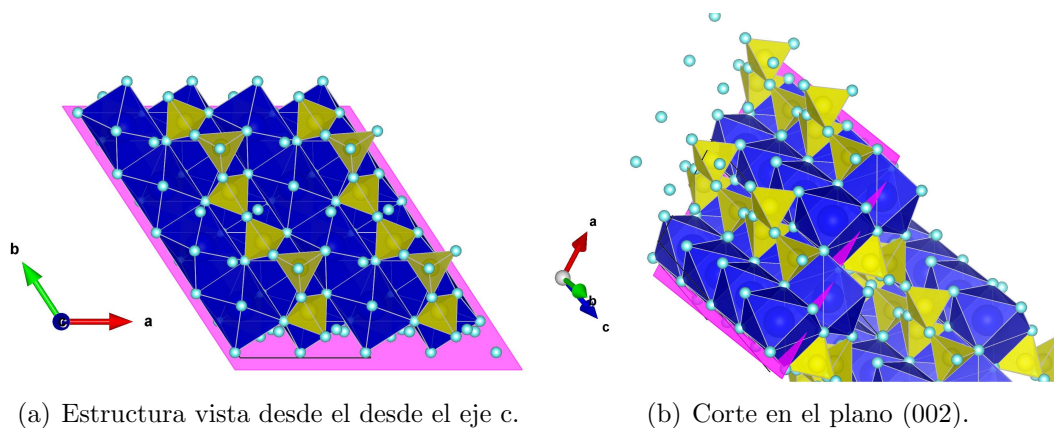 b
c
a
a
b
c
(a) Estructura vista desde el desde el eje c.
(b) Corte en el plano (002).